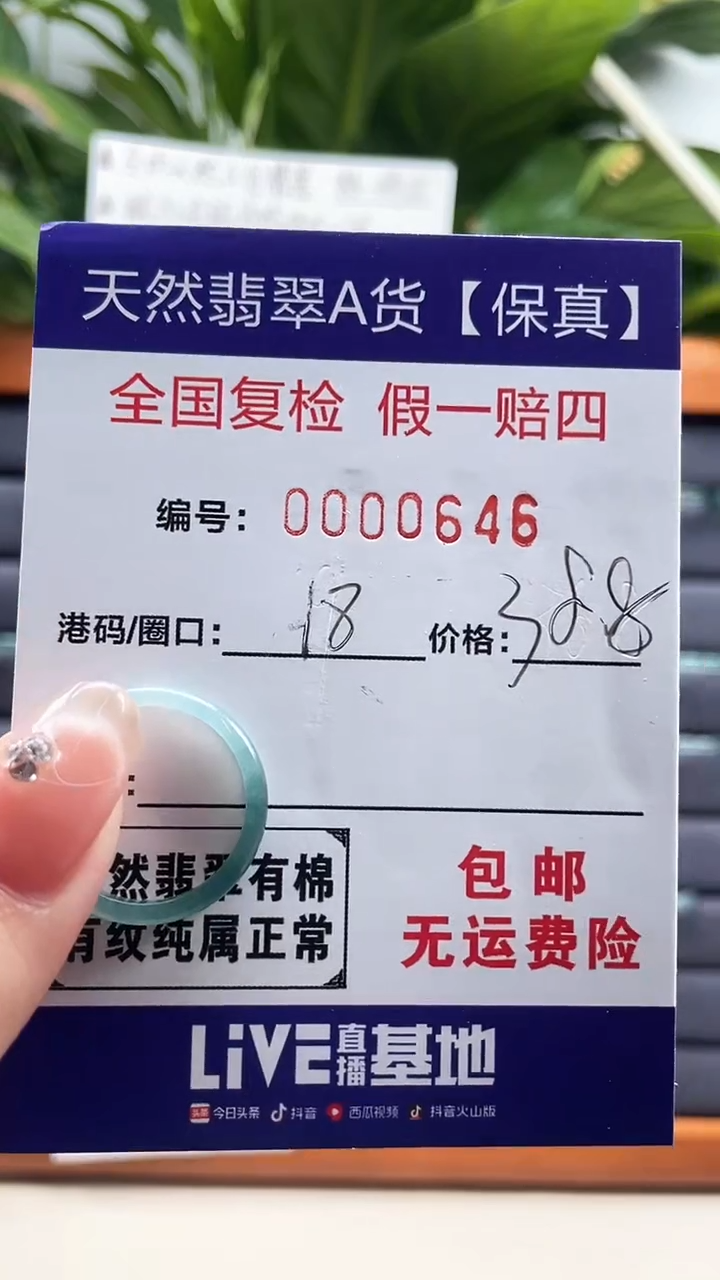 天然翡翠A货【保真】
全国复检 假一赔四
编号：0000646
港码/圈口：18 价格：388
：
然翡翠有棉
有纹纯属正常
包邮
无运费险
LiVE直播基地
头条 今日头条 抖音 西瓜视频 抖音火山版